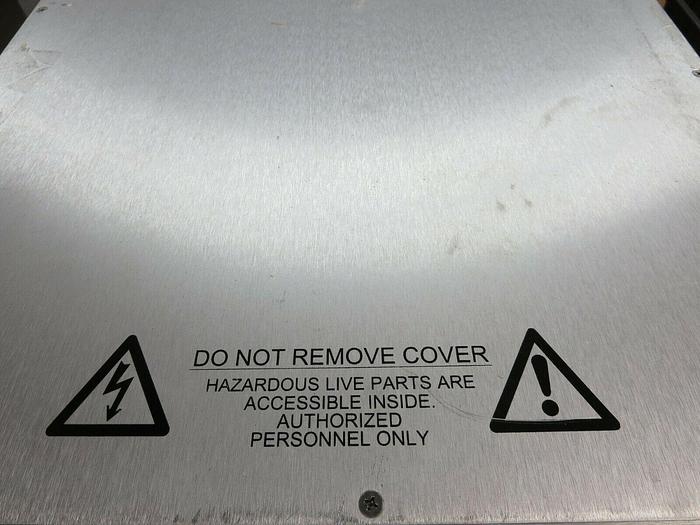 DO NOT REMOVE COVER
HAZARDOUS LIVE PARTS ARE
ACCESSIBLE INSIDE.
AUTHORIZED
PERSONNEL ONLY